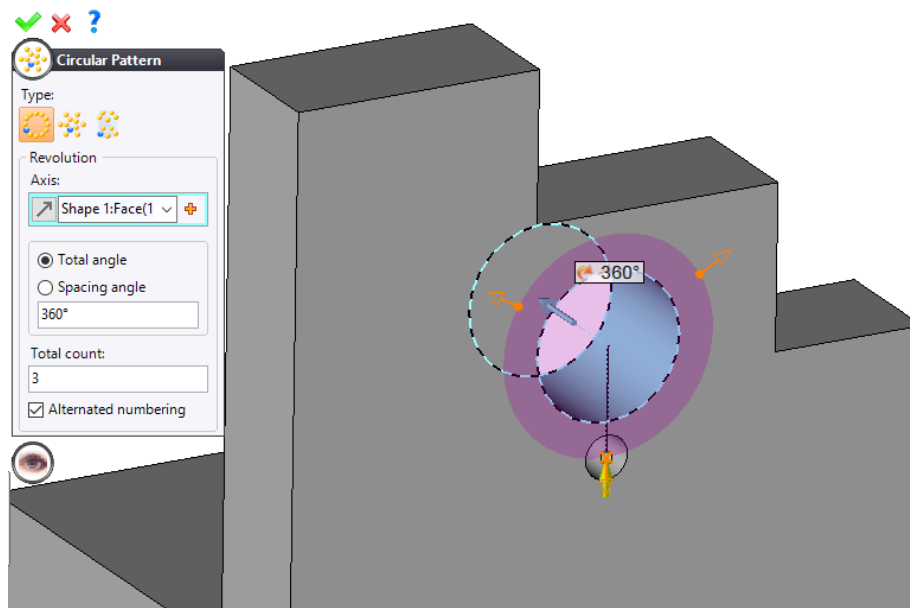 ?
Circular Pattern
Type:
Revolution
Axis:
Shape 1:Face(1
Total angle
Spacing angle
360°
Total count:
3
Alternated numbering
360°